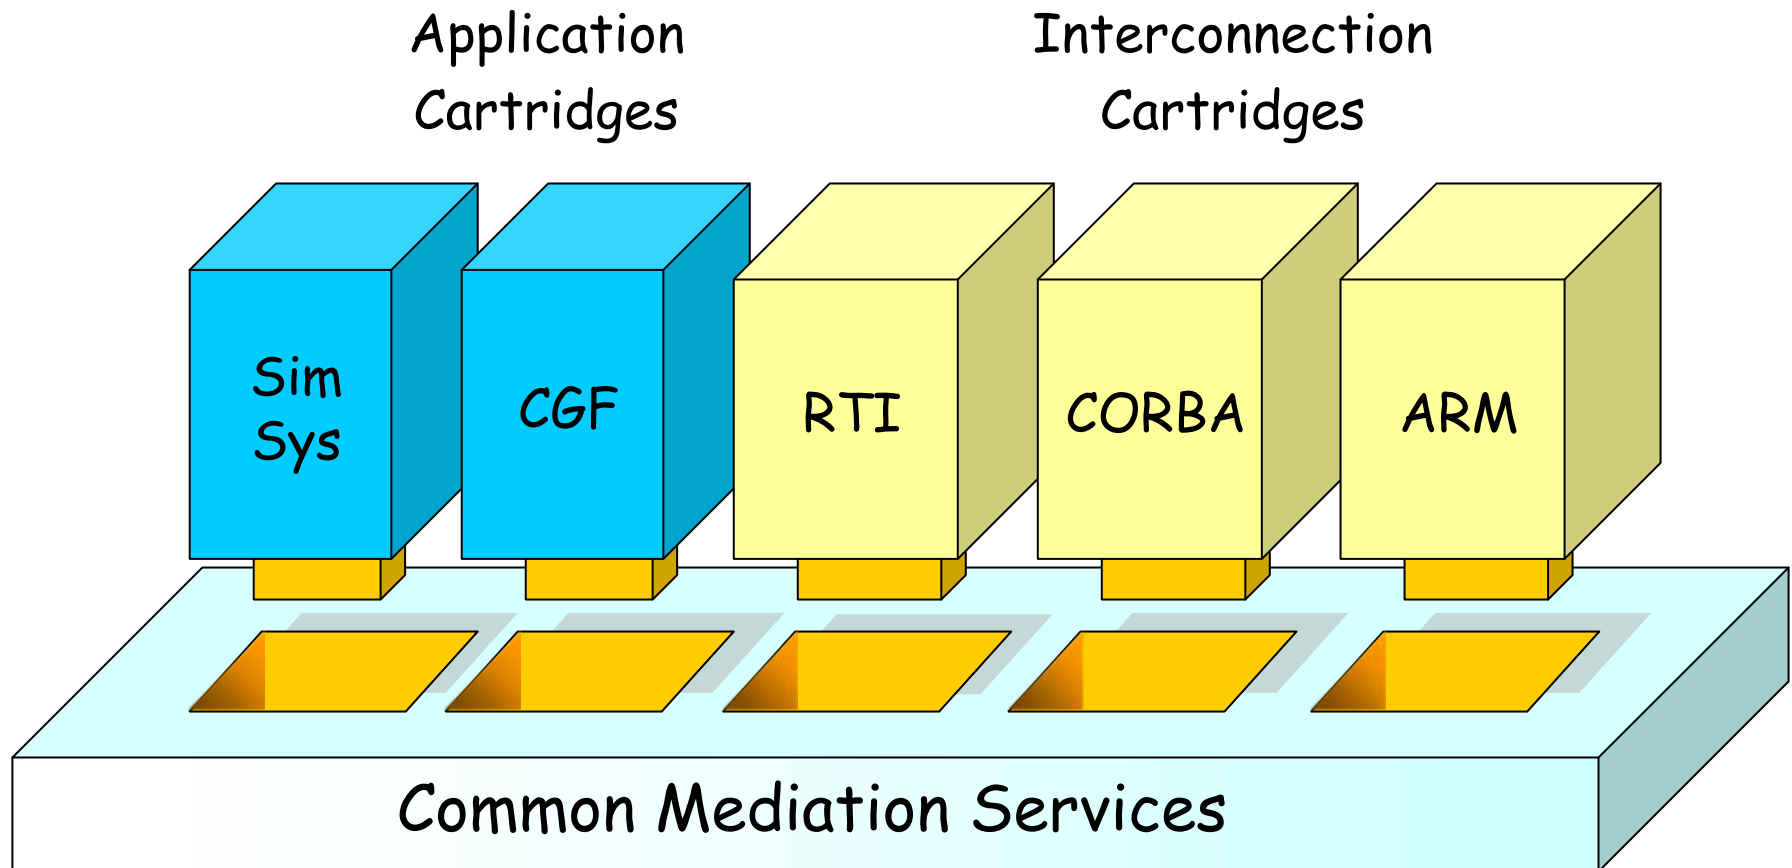 Application
Cartridges
Interconnection
Cartridges
Sim
Sys
CGF
RTI
CORBA
ARM
Common Mediation Services